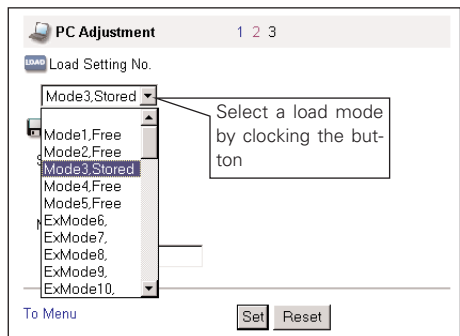 PC Adjustment 1 2 3
LOAD Load Setting No.
Mode3,Stored
Select a load mode
by clocking the but-
ton
Mode1,Free
Mode2,Free
Mode3,Stored
Mode4,Free
Mode5,Free
ExMode6,
ExMode7,
ExMode8,
ExMode9,
ExMode10,
To Menu Set Reset